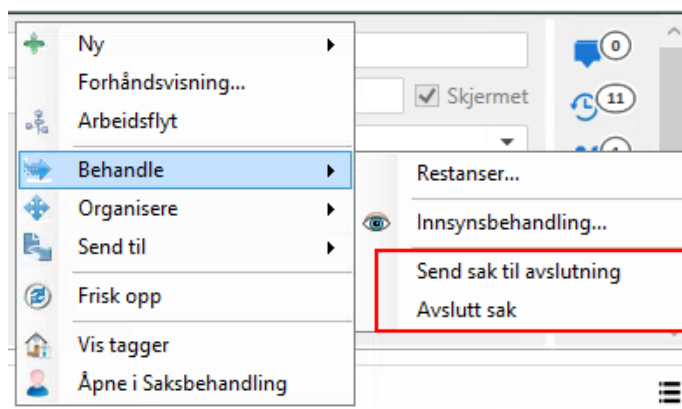 Ny
Forhåndsvisning...
Arbeidsflyt
Behandle
Organisere
Send til
Frisk opp
Vis tagger
Åpne i Saksbehandling
Skjermet
0
11
Restanser...
Innsynsbehandling...
Send sak til avslutning
Avslutt sak